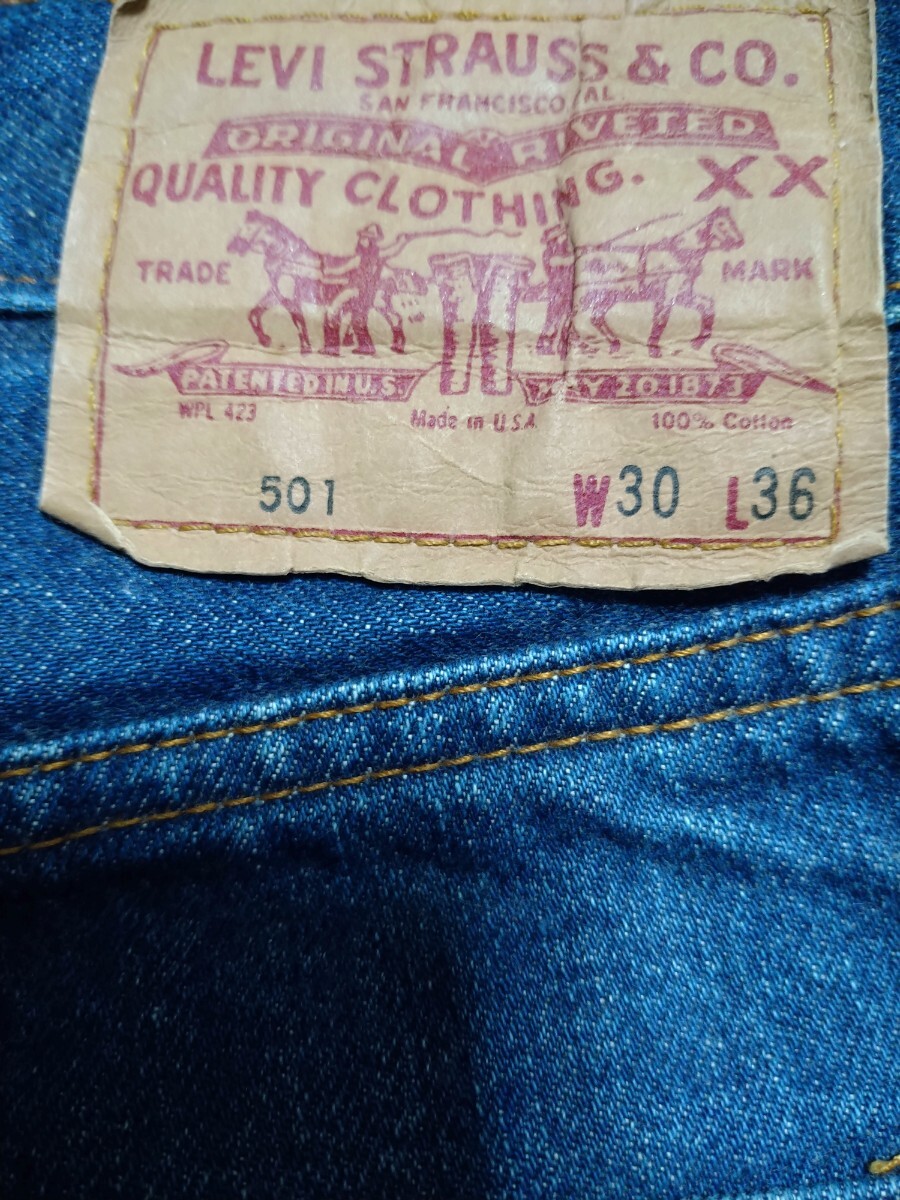 LEVI STRAUSS & CO.
SAN FRANCISCO AL.
ORIGINAL RIVETED
QUALITY CLOTHING. XX
TRADE MARK
PATENTED IN U.S. MAY 20.1873
WPL 423 Made in U.S.A. 100% Cotton
501 W30 L36